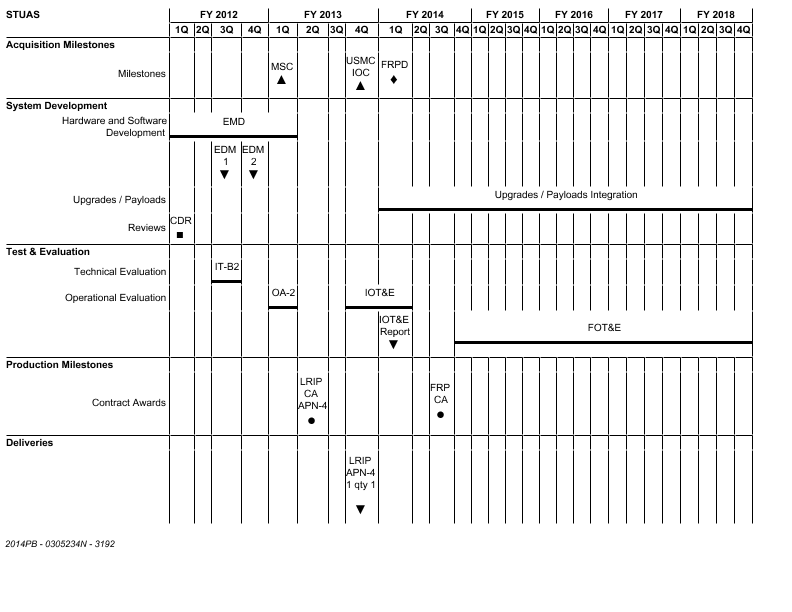 STUAS FY 2012 FY 2013 FY 2014 FY 2015 FY 2016 FY 2017 FY 2018
1Q 2Q 3Q 4Q 1Q 2Q 3Q 4Q 1Q 2Q 3Q 4Q 1Q 2Q 3Q 4Q 1Q 2Q 3Q 4Q 1Q 2Q 3Q 4Q 1Q 2Q 3Q 4Q
Acquisition Milestones
Milestones
MSC
USMC
IOC
FRPD
System Development
Hardware and Software
Development
EMD
EDM
1
EDM
2
Upgrades / Payloads
Upgrades / Payloads Integration
Reviews
CDR
Test & Evaluation
Technical Evaluation
IT-B2
Operational Evaluation
OA-2
IOT&E
IOT&E
Report
FOT&E
Production Milestones
Contract Awards
LRIP
CA
APN-4
FRP
CA
Deliveries
LRIP
APN-4
1 qty 1
2014PB - 0305234N - 3192